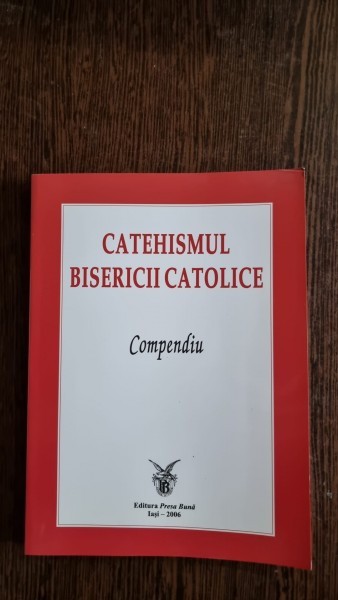 CATEHISMUL
BISERICII CATOLICE
Compendiu
Editura Presa Bună
Iaşi – 2006